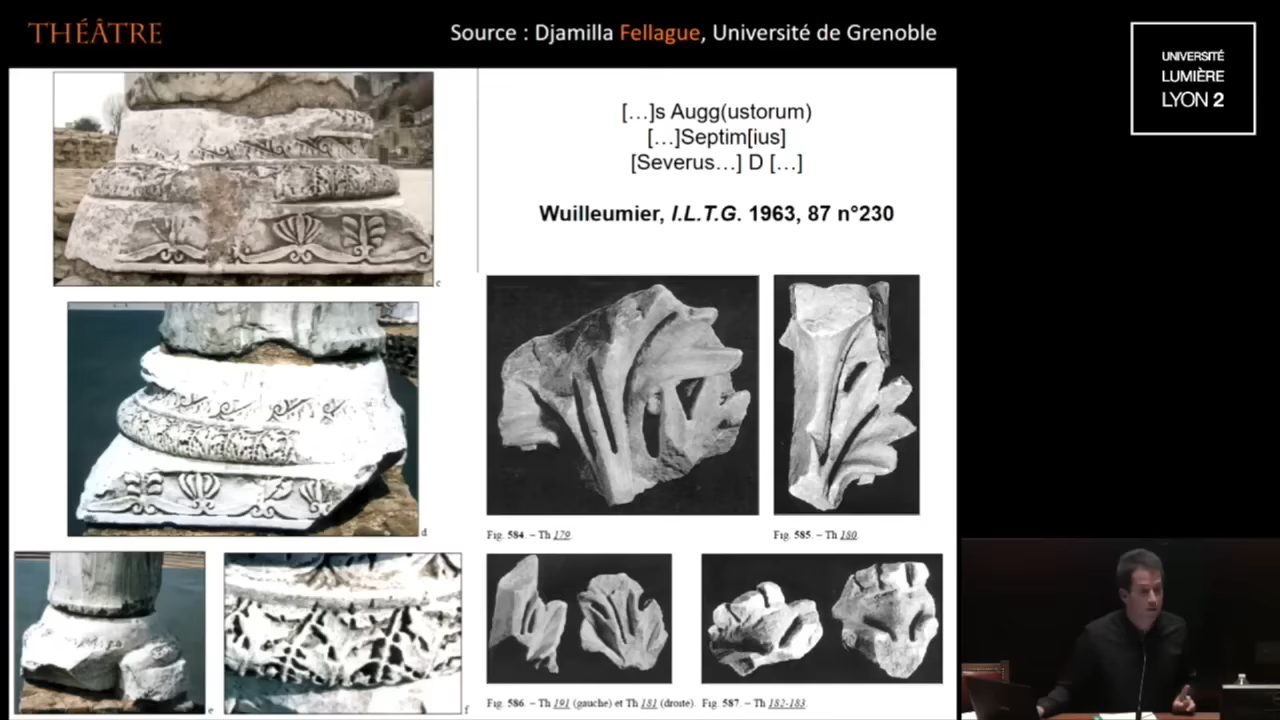 THÉÂTRE
Source : Djamilla Fellague, Université de Grenoble
UNIVERSITÉ
LUMIÈRE
LYON 2
[…]s Augg(ustorum)
[…]Septim[ius]
[Severus…] D […]
Wuilleumier, I.L.T.G. 1963, 87 n°230
c
d
Fig. 584. – Th 179.
Fig. 585. – Th 180.
e
f
Fig. 586 – Th 191 (gauche) et Th 181 (droite).
Fig. 587. – Th 182-183.